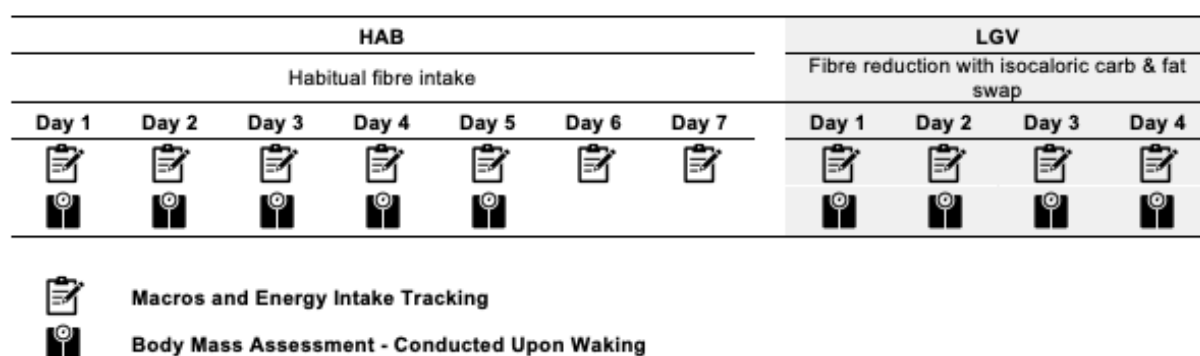 HAB
LGV
Habitual fibre intake
Fibre reduction with isocaloric carb & fat
swap
Day 1 Day 2 Day 3 Day 4 Day 5 Day 6 Day 7 Day 1 Day 2 Day 3 Day 4
Macros and Energy Intake Tracking
Body Mass Assessment - Conducted Upon Waking